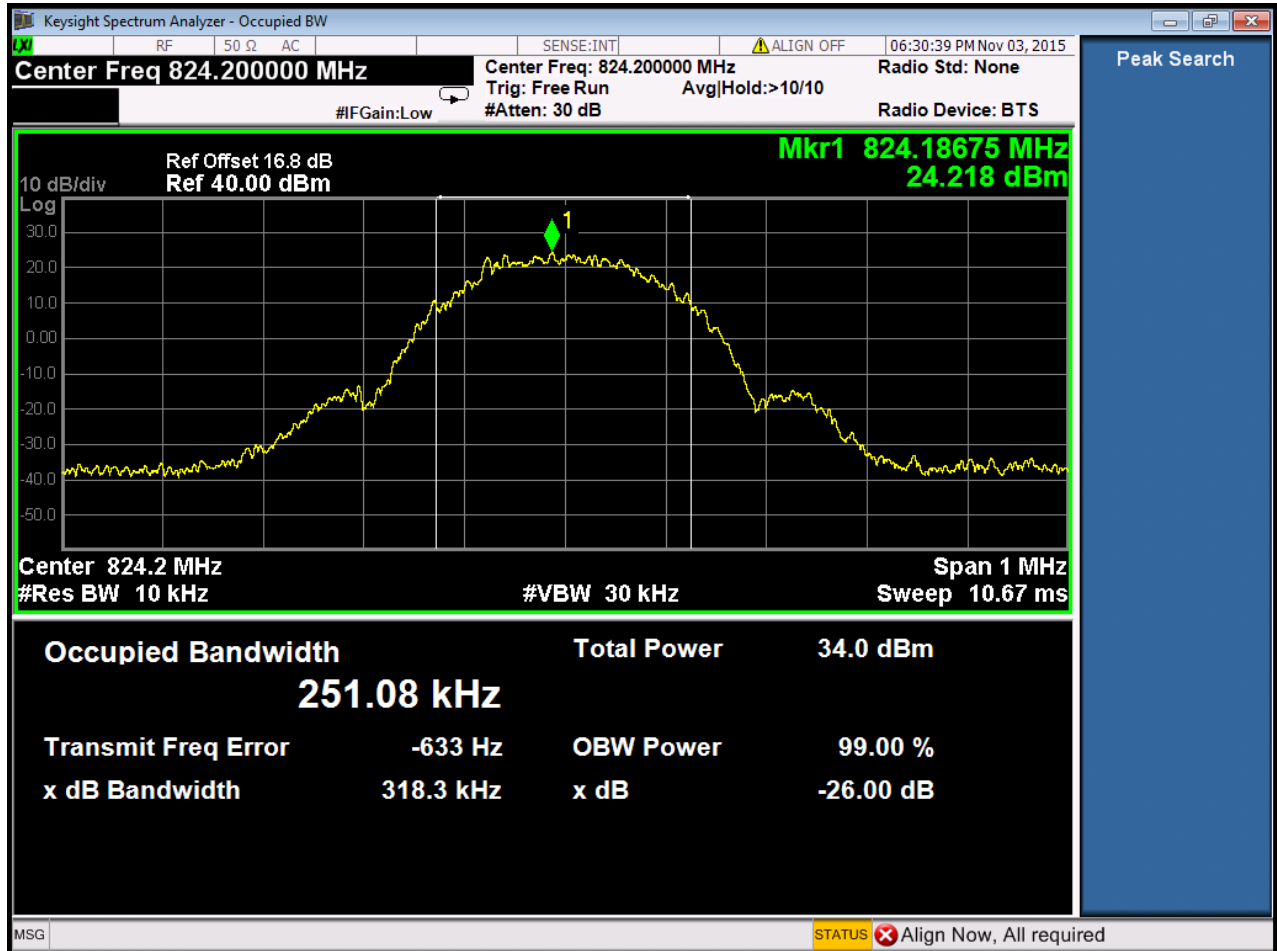 Keysight Spectrum Analyzer - Occupied BW
LXI RF 50 Ω AC SENSE:INT ALIGN OFF 06:30:39 PM Nov 03, 2015
Center Freq 824.200000 MHz
Center Freq: 824.200000 MHz Radio Std: None
Trig: Free Run Avg|Hold:>10/10
#IFGain:Low #Atten: 30 dB Radio Device: BTS
Peak Search
Mkr1 824.18675 MHz
24.218 dBm
Ref Offset 16.8 dB
10 dB/div Ref 40.00 dBm
Log
30.0
20.0
10.0
0.00
-10.0
-20.0
-30.0
-40.0
-50.0
1
Center 824.2 MHz Span 1 MHz
#Res BW 10 kHz #VBW 30 kHz Sweep 10.67 ms
Occupied Bandwidth Total Power 34.0 dBm
251.08 kHz
Transmit Freq Error -633 Hz OBW Power 99.00 %
x dB Bandwidth 318.3 kHz x dB -26.00 dB
MSG STATUS Align Now, All required